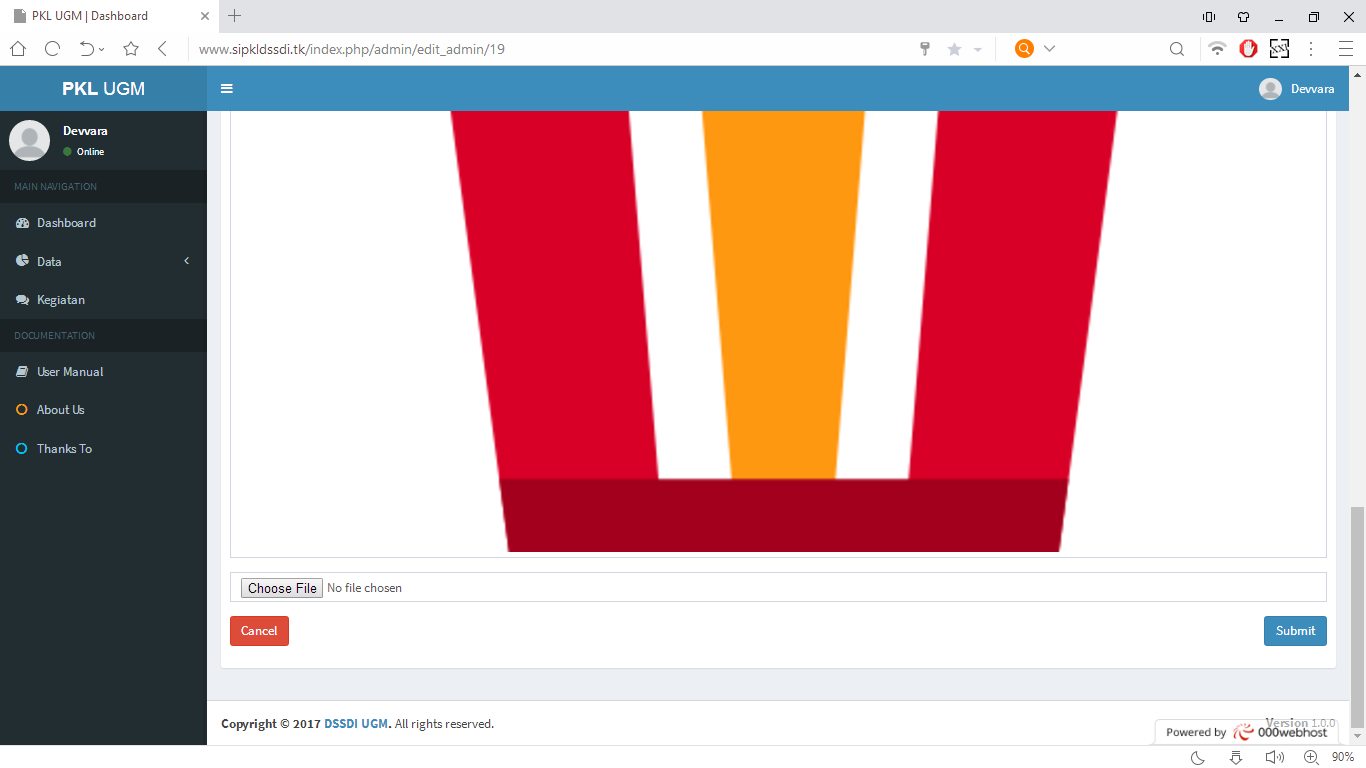 PKL UGM | Dashboard
www.sipkldssdi.tk/index.php/admin/edit_admin/19
PKL UGM
Devvara
Devvara
Online
MAIN NAVIGATION
Dashboard
Data
Kegiatan
DOCUMENTATION
User Manual
About Us
Thanks To
Choose File No file chosen
Cancel
Submit
Copyright © 2017 DSSDI UGM. All rights reserved.
Version 1.0.0
Powered by 000webhost
90%